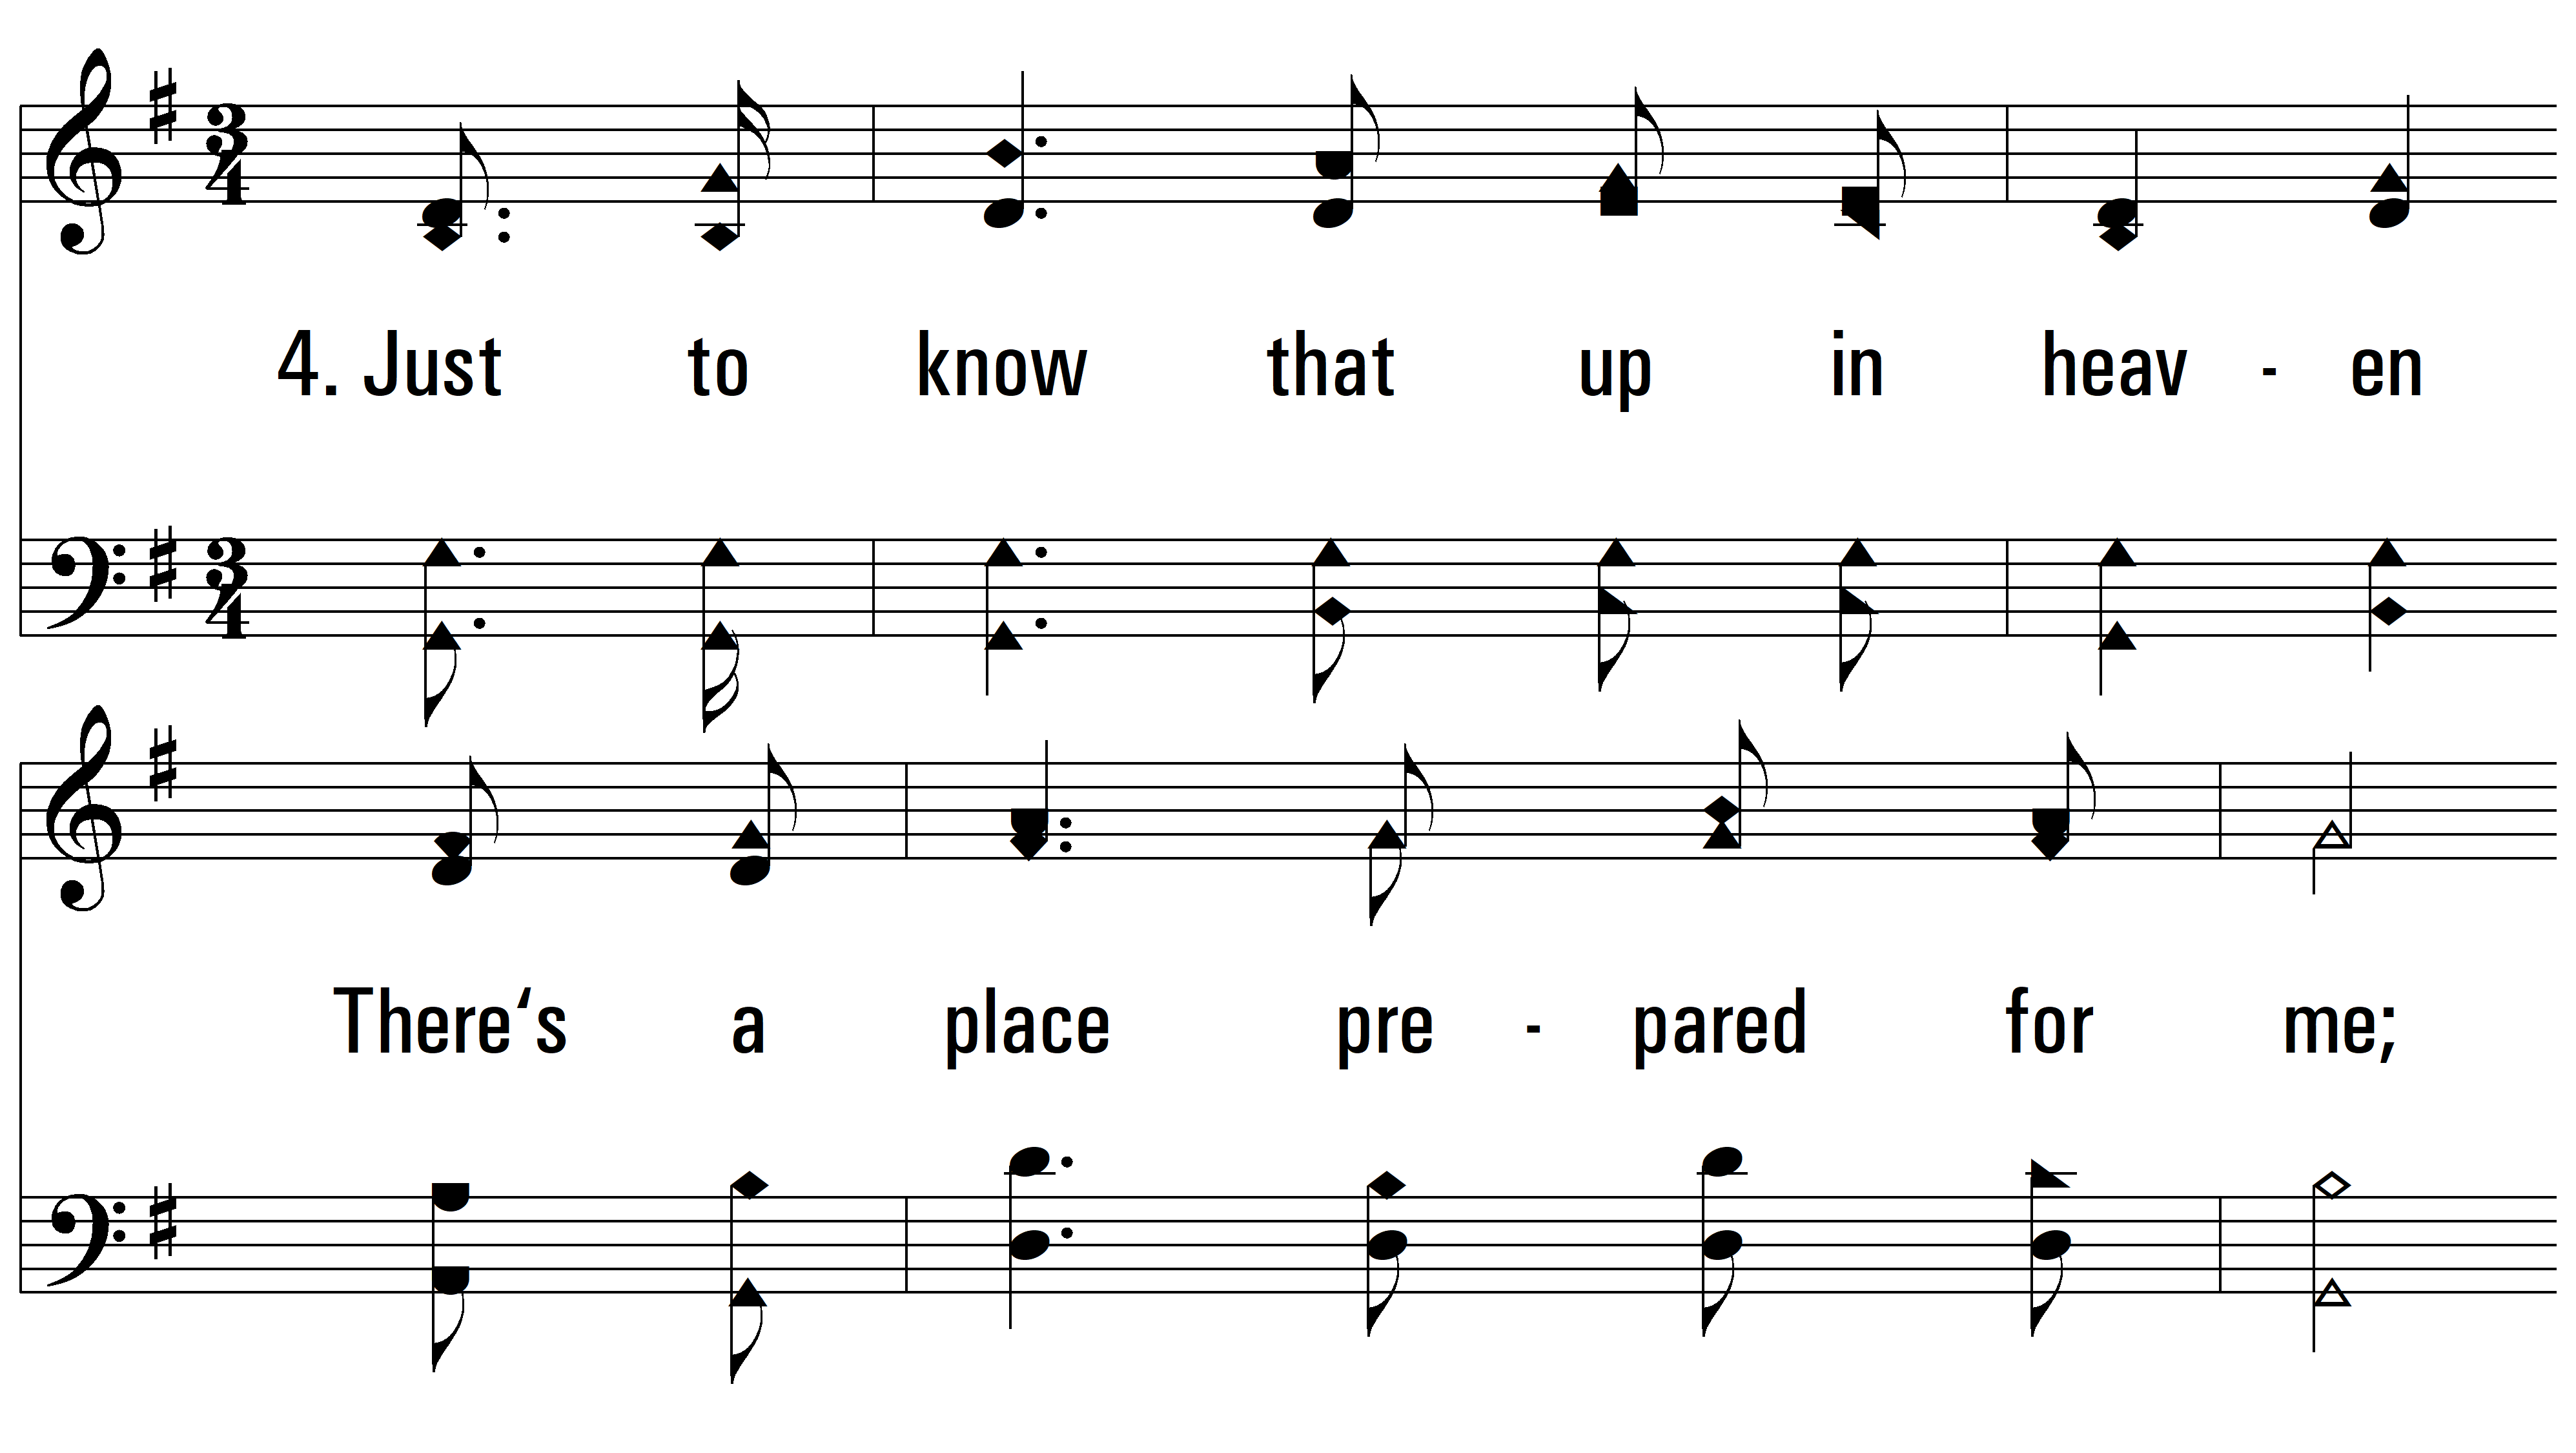 4. Just to know that up in heav - en
There‘s a place pre - pared for me;